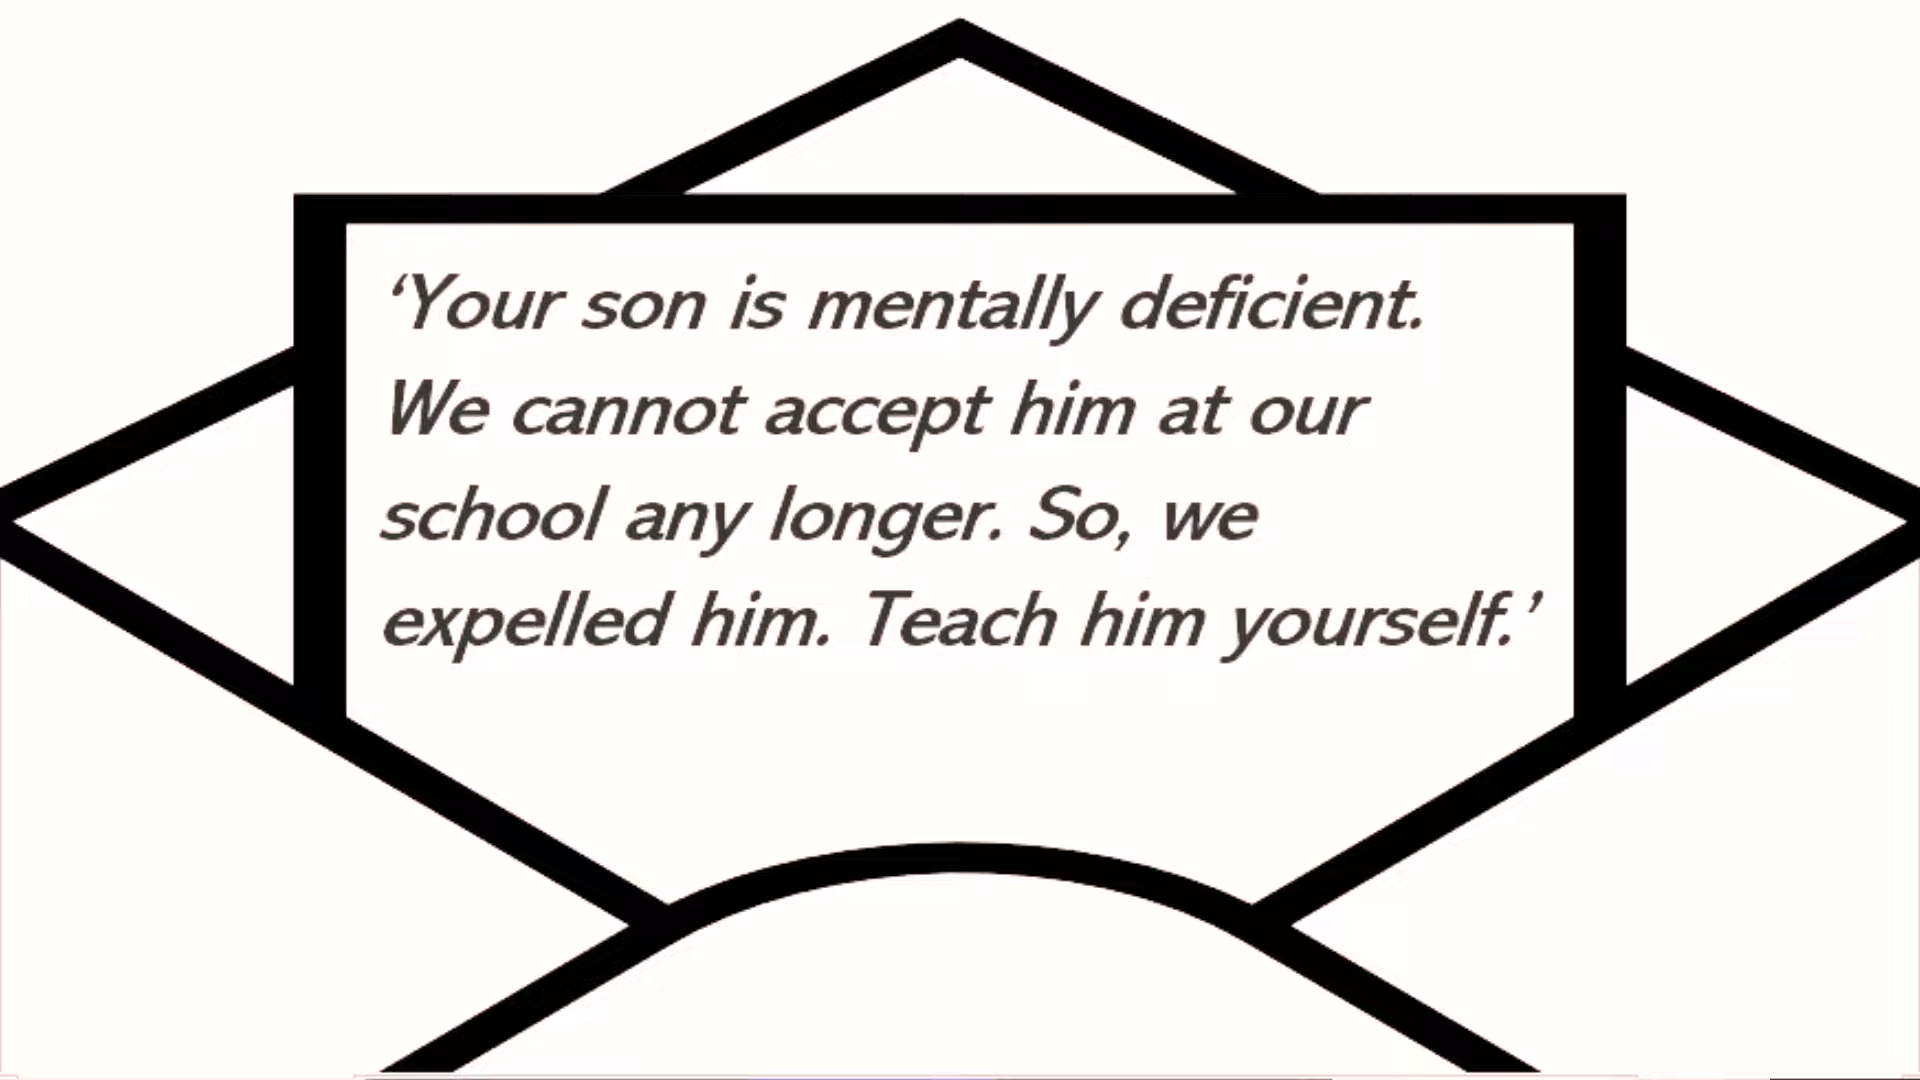 ‘Your son is mentally deficient.
We cannot accept him at our
school any longer. So, we
expelled him. Teach him yourself.’